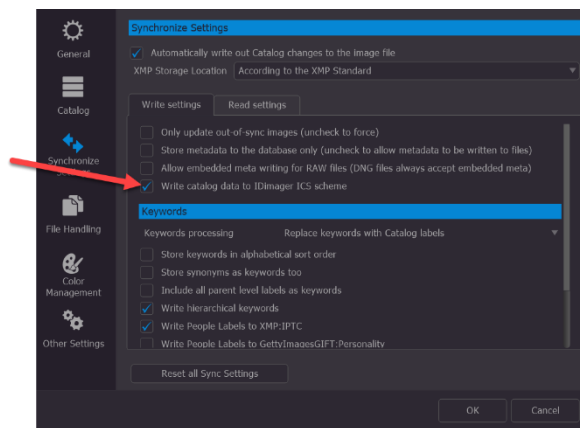 General
Catalog
Synchronize
File Handling
Color
Management
Other Settings
Synchronize Settings
Automatically write out Catalog changes to the image file
XMP Storage Location According to the XMP Standard
Write settings Read settings
Only update out-of-sync images (uncheck to force)
Store metadata to the database only (uncheck to allow metadata to be written to files)
Allow embedded meta writing for RAW files (DNG files always accept embedded meta)
Write catalog data to IDimager ICS scheme
Keywords
Keywords processing Replace keywords with Catalog labels
Store keywords in alphabetical sort order
Store synonyms as keywords too
Include all parent level labels as keywords
Write hierarchical keywords
Write People Labels to XMP:IPTC
Write People Labels to GettyImagesGIFT:Personality
Reset all Sync Settings
OK Cancel